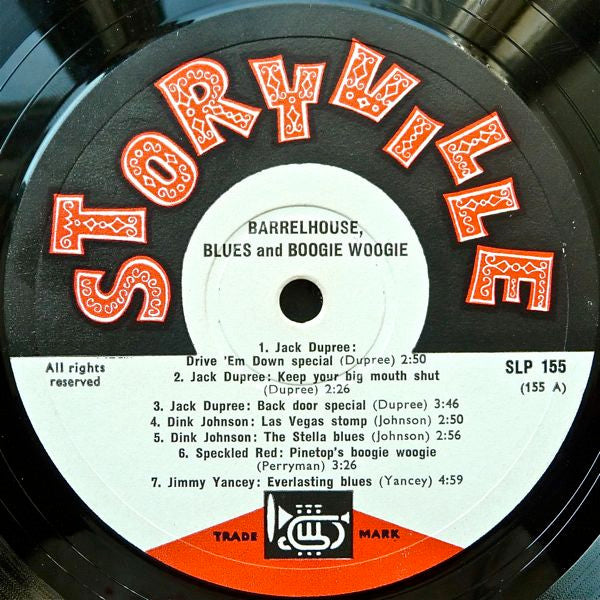 STORYVILLE
BARRELHOUSE,
BLUES and BOOGIE WOOGIE
1. Jack Dupree:
Drive 'Em Down special (Dupree) 2:50
2. Jack Dupree: Keep your big mouth shut
(Dupree) 2:26
3. Jack Dupree: Back door special (Dupree) 3:46
4. Dink Johnson: Las Vegas stomp (Johnson) 2:50
5. Dink Johnson: The Stella blues (Johnson) 2:56
6. Speckled Red: Pinetop's boogie woogie
(Perryman) 3:26
7. Jimmy Yancey: Everlasting blues (Yancey) 4:59
All rights
reserved
SLP 155
(155 A)
TRADE MARK